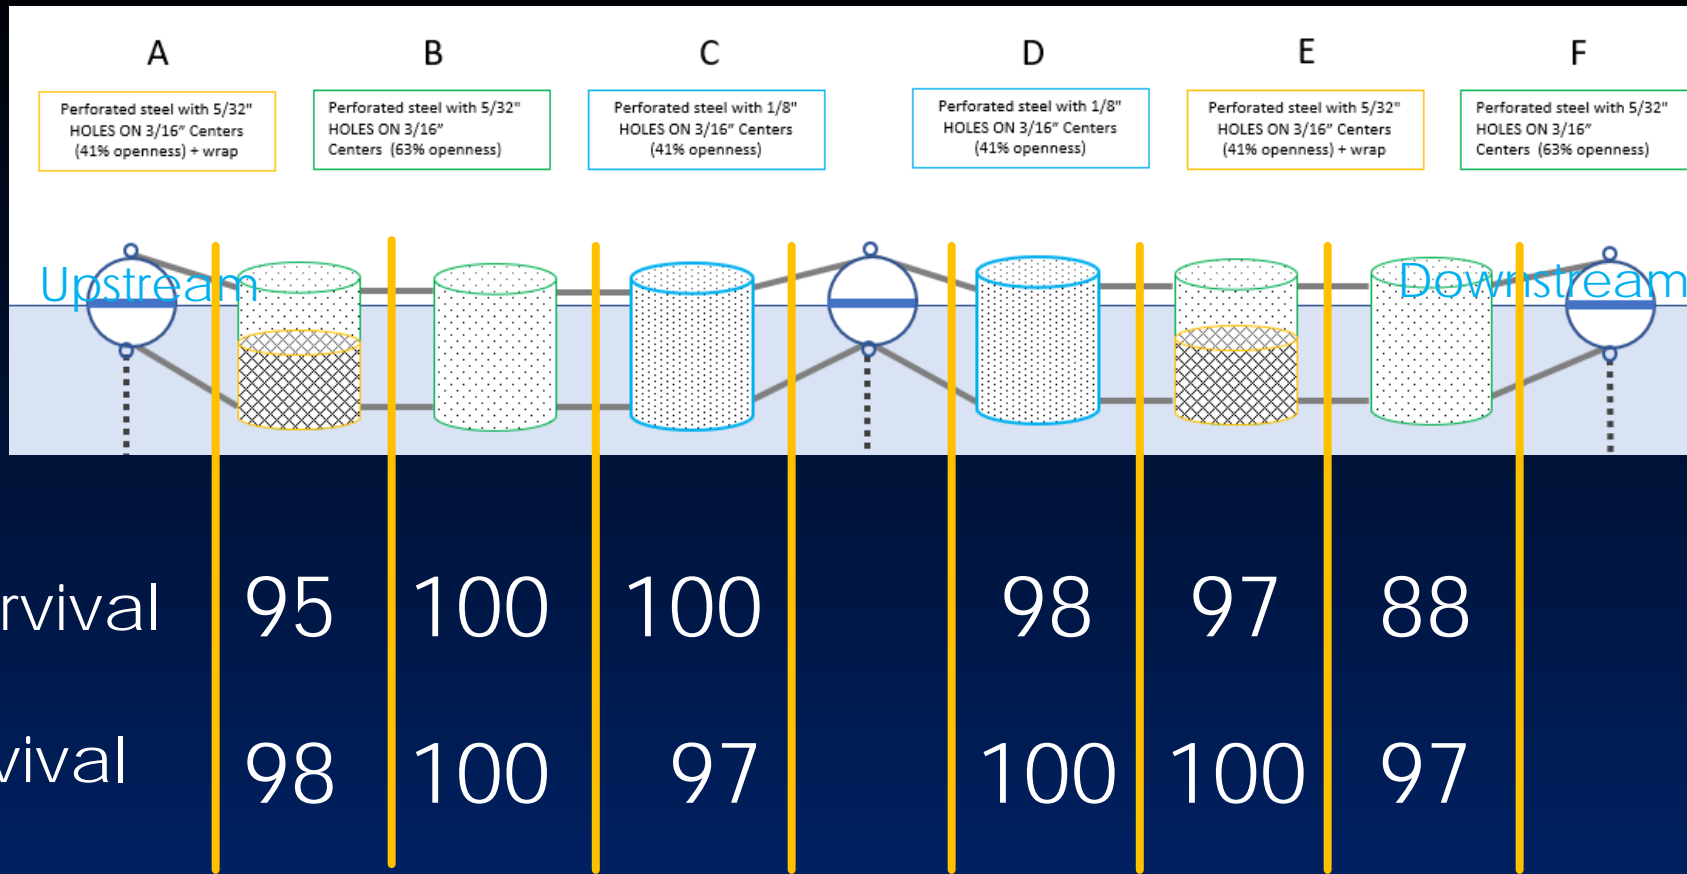 A B C D E F
Perforated steel with 5/32"
HOLES ON 3/16" Centers
(41% openness) + wrap
Perforated steel with 5/32"
HOLES ON 3/16"
Centers (63% openness)
Perforated steel with 1/8"
HOLES ON 3/16" Centers
(41% openness)
Perforated steel with 1/8"
HOLES ON 3/16" Centers
(41% openness)
Perforated steel with 5/32"
HOLES ON 3/16" Centers
(41% openness) + wrap
Perforated steel with 5/32"
HOLES ON 3/16"
Centers (63% openness)
Upstream Downstream
rvival 95 100 100 98 97 88
vival 98 100 97 100 100 97